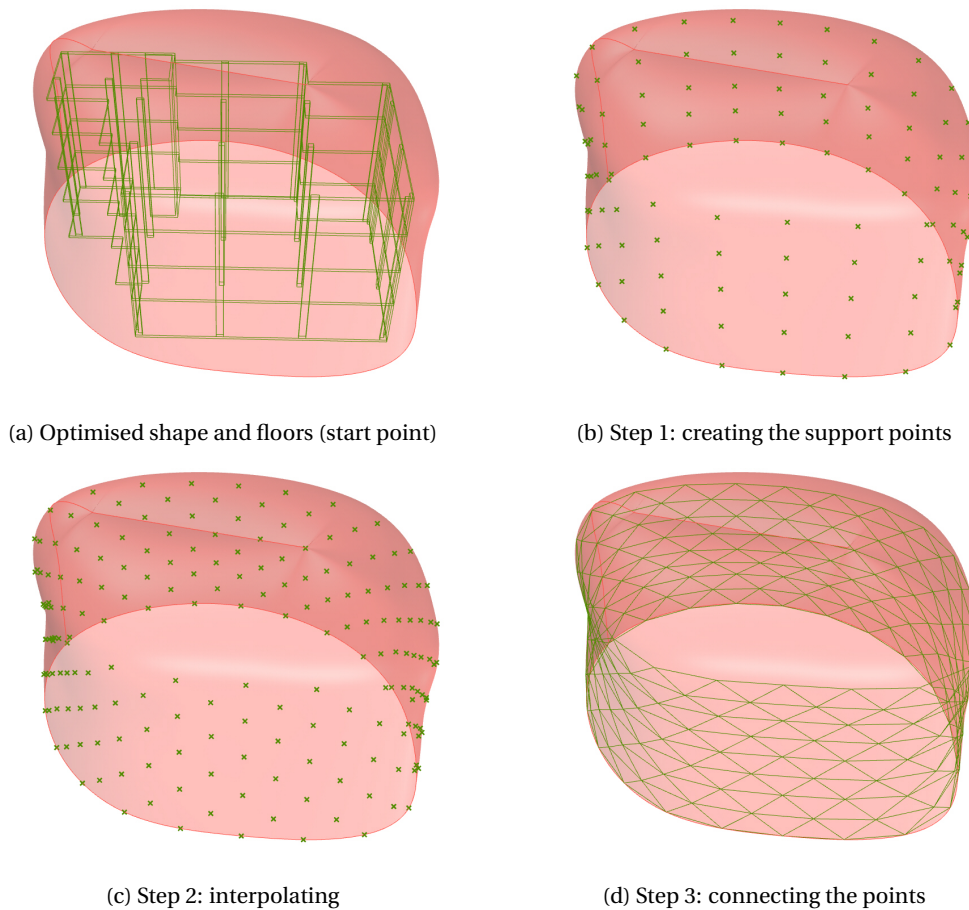 (a) Optimised shape and floors (start point)
(b) Step 1: creating the support points
(c) Step 2: interpolating
(d) Step 3: connecting the points